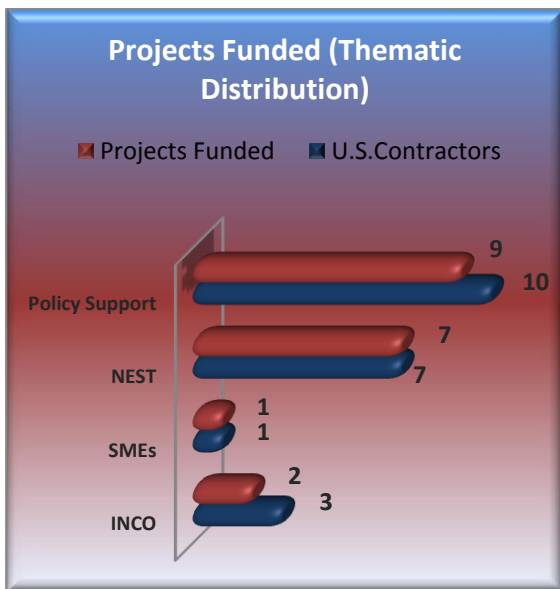 Projects Funded (Thematic
Distribution)
Projects Funded U.S.Contractors
9
Policy Support 10
7
NEST 7
1
SMEs 1
2
INCO 3